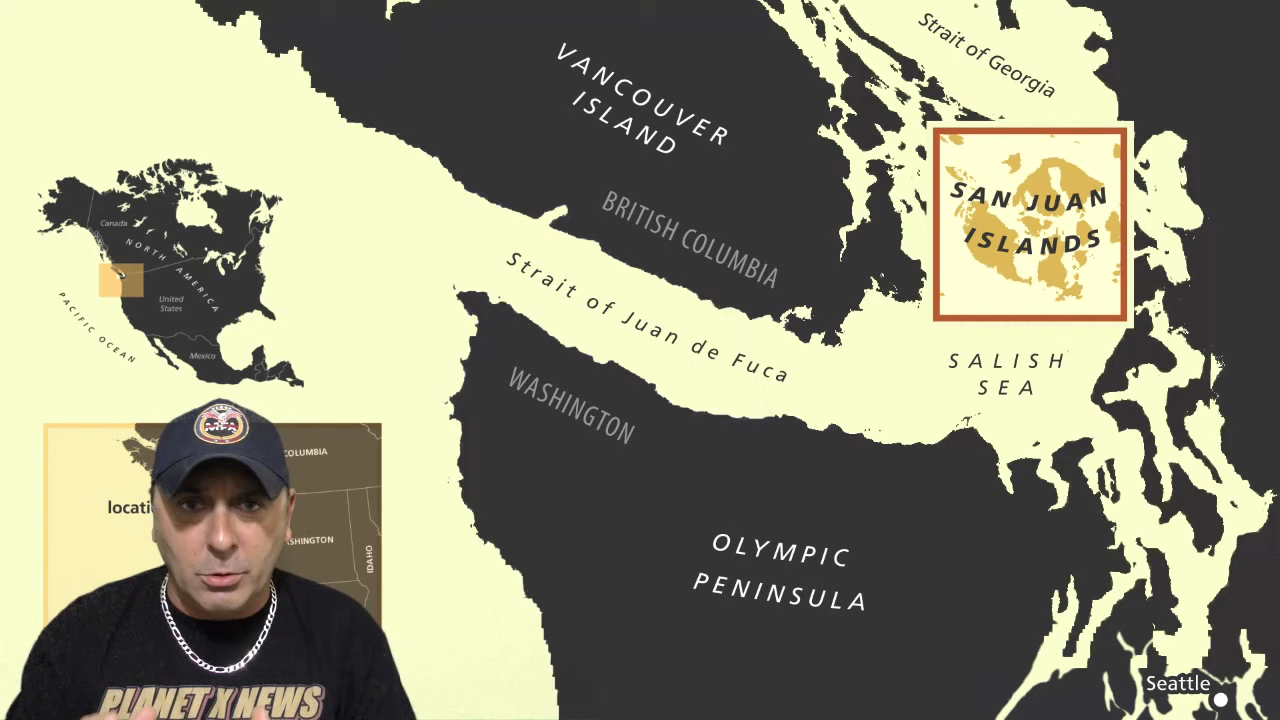 VANCOUVER
ISLAND
Strait of Georgia
BRITISH COLUMBIA
SAN JUAN
ISLANDS
Strait of Juan de Fuca
SALISH
SEA
WASHINGTON
OLYMPIC
PENINSULA
Seattle
Canada
NORTH AMERICA
United
States
Mexico
PACIFIC OCEAN
COLUMBIA
locati
SHINGTON
IDAHO
PLANET X NEWS